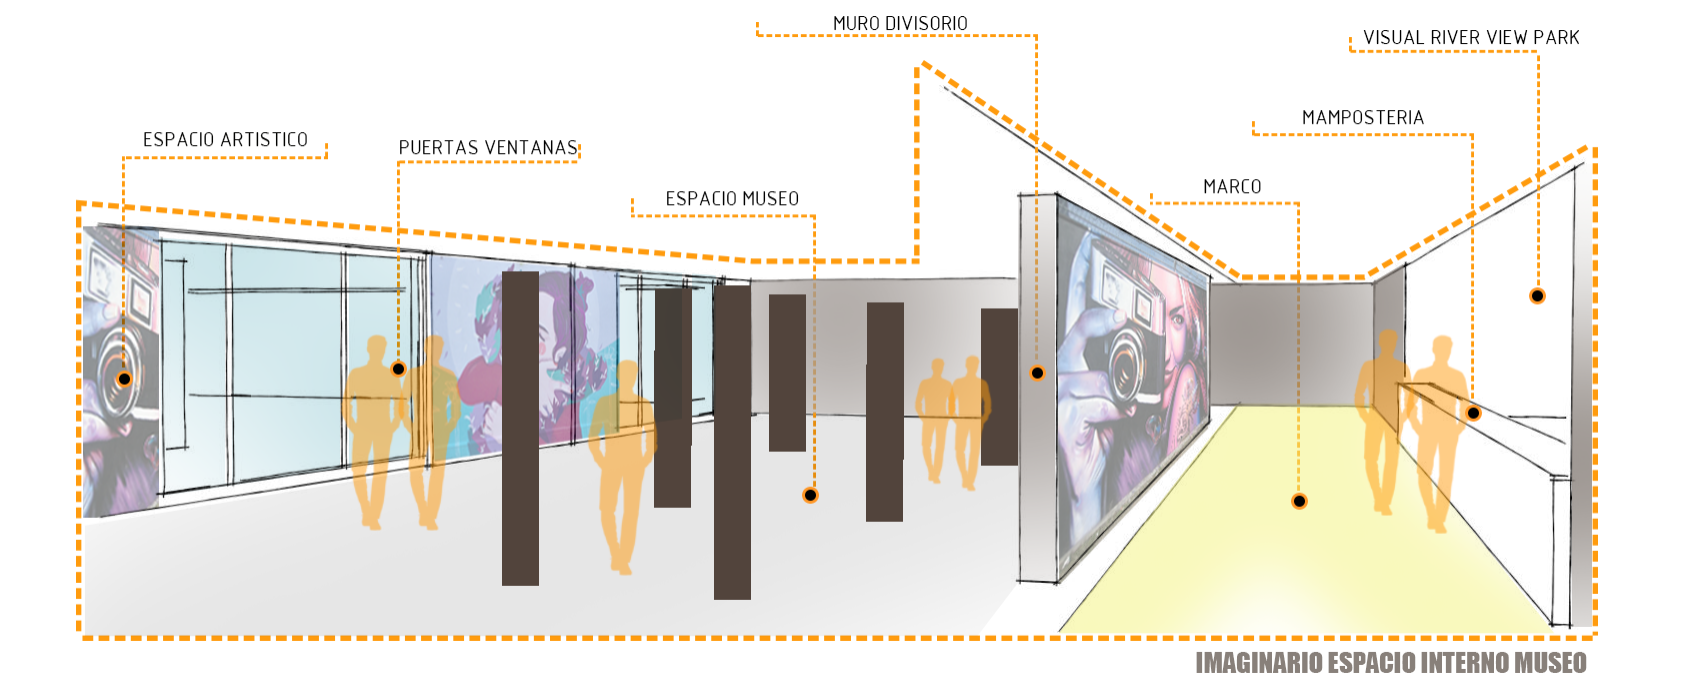 MURO DIVISORIO
VISUAL RIVER VIEW PARK
MAMPOSTERIA
ESPACIO ARTISTICO
PUERTAS VENTANAS
MARCO
ESPACIO MUSEO
IMAGINARIO ESPACIO INTERNO MUSEO